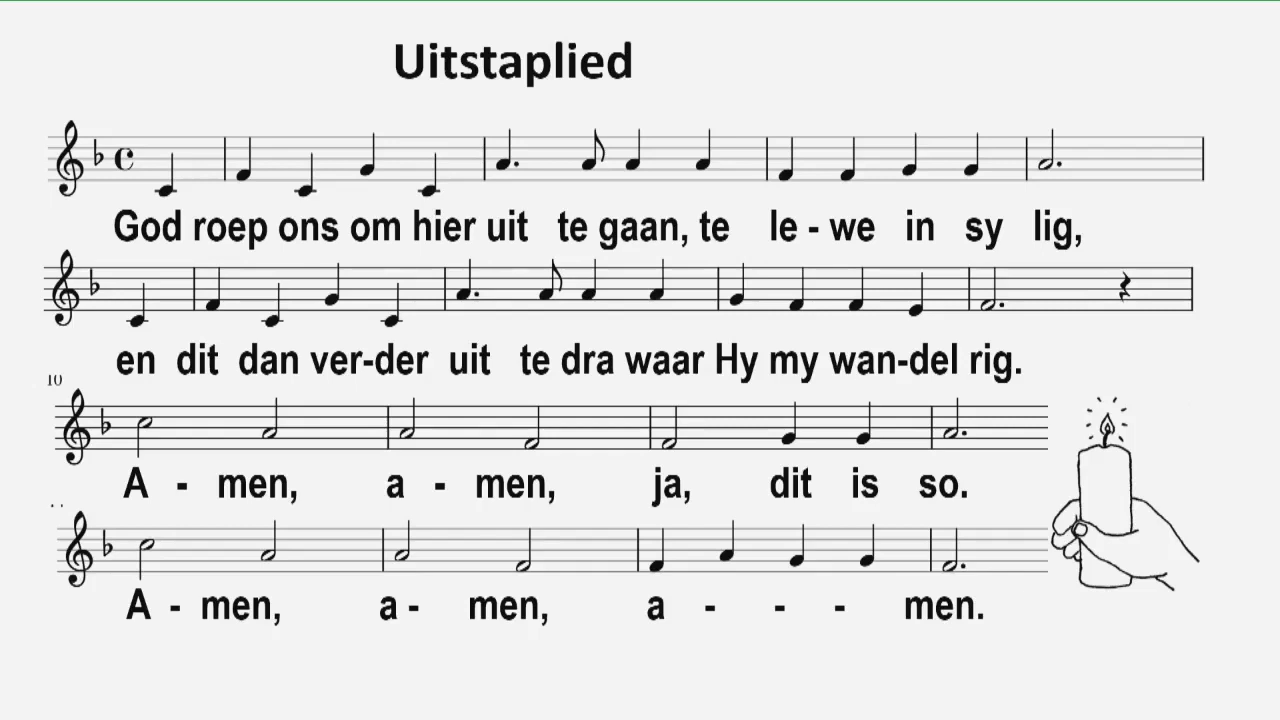 Uitstaplied
God roep ons om hier uit te gaan, te le - we in sy lig,
en dit dan ver-der uit te dra waar Hy my wan-del rig.
10
A - men, a - men, ja, dit is so.
A - men, a - men, a - - - men.